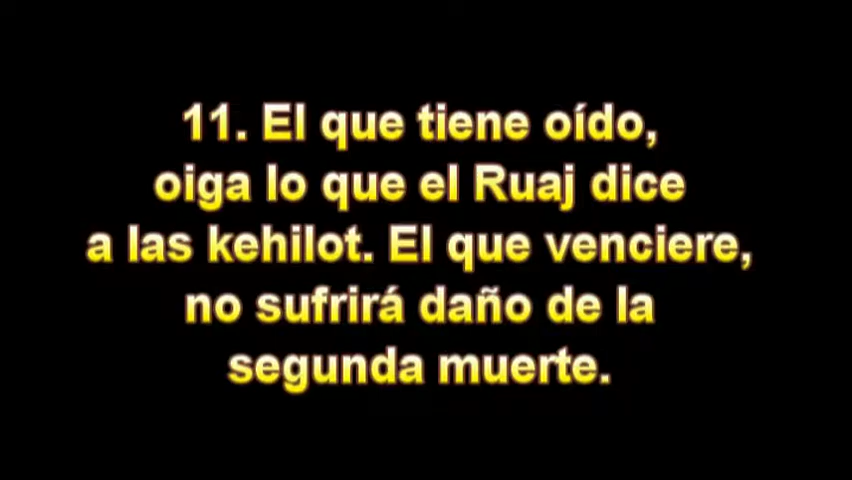 11. El que tiene oído,
oiga lo que el Ruaj dice
a las kehilot. El que venciere,
no sufrirá daño de la
segunda muerte.